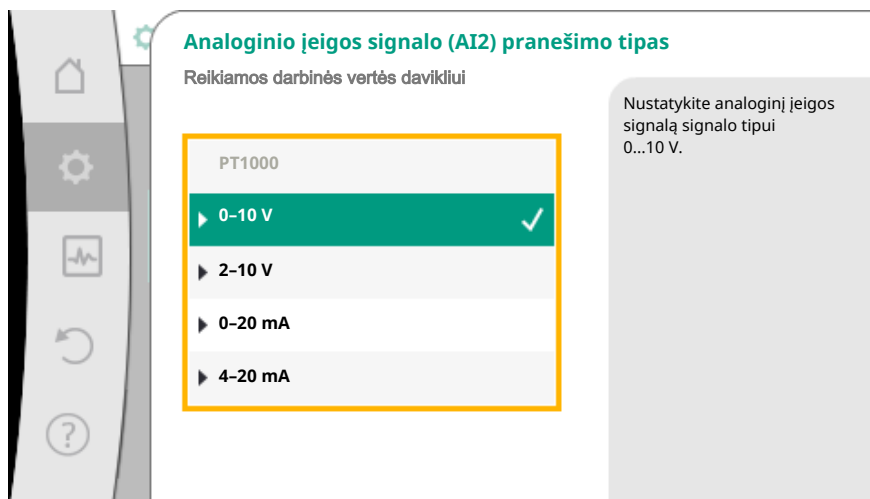 Analoginio įeigos signalo (AI2) pranešimo tipas
Reikiamos darbinės vertės davikliui
PT1000
0–10 V
2–10 V
0–20 mA
4–20 mA
Nustatykite analoginį įeigos
signalą signalo tipui
0…10 V.
?